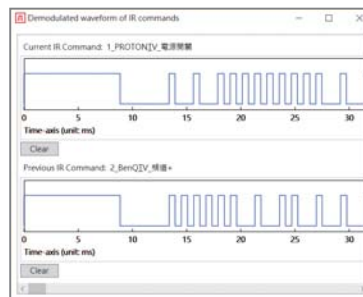 Demodulated waveform of IR commands
Current IR Command: 1_PROTON[IV_電源開關
0 5 10 15 20 25 30
Time-axis (unit: ms)
Clear
Previous IR Command: 2_BenQ[IV_頻道+
0 5 10 15 20 25 30
Time-axis (unit: ms)
Clear